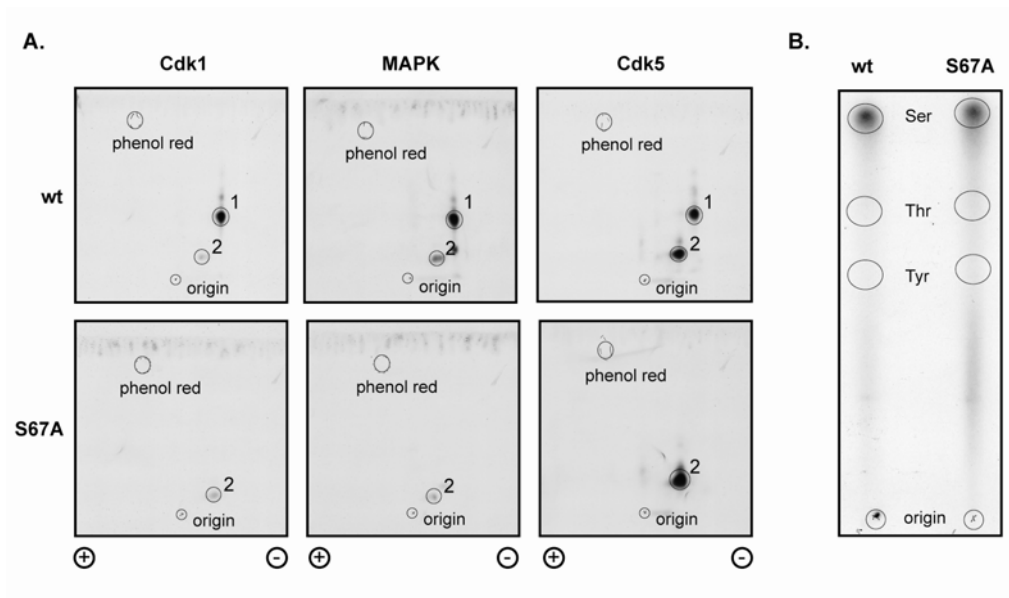 A.
B.
Cdk1 MAPK Cdk5
wt S67A
wt
phenol red
1
2
origin
phenol red
1
2
origin
phenol red
1
2
origin
Ser
Thr
Tyr
origin
S67A
phenol red
2
origin
phenol red
2
origin
phenol red
2
origin
+ - + - + -